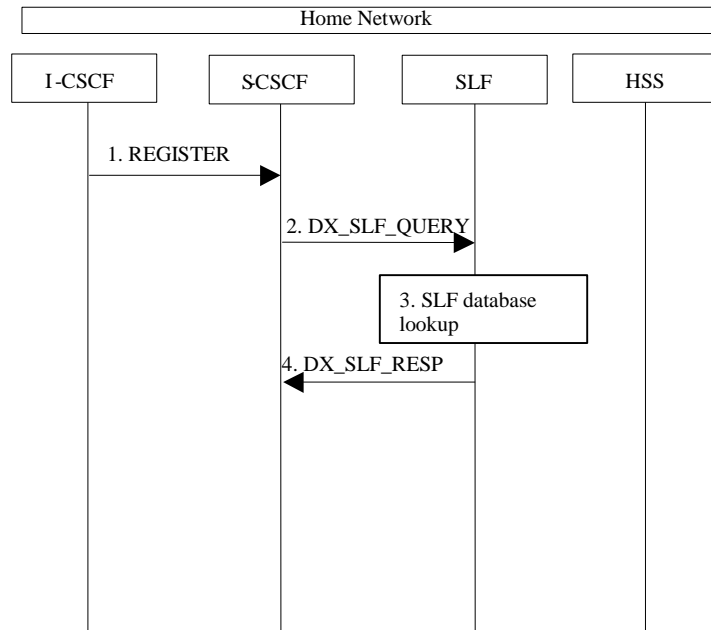 Home Network
I-CSCF
S-CSCF
SLF
HSS
1. REGISTER
2. DX_SLF_QUERY
3. SLF database
lookup
4. DX_SLF_RESP